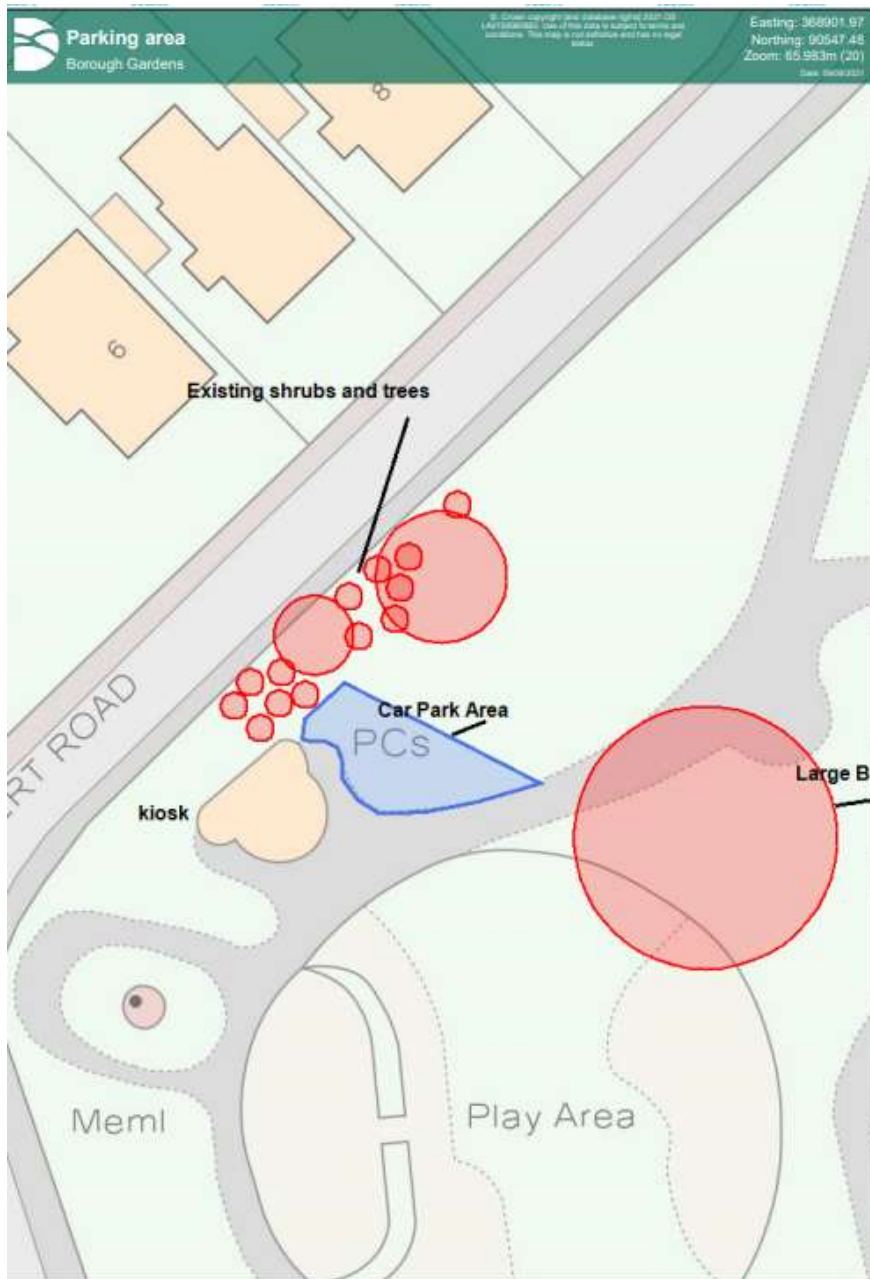 Parking area
Borough Gardens
Easting: 368901.97
Northing: 90547.48
Zoom: 65.983m (20)
8
6
Existing shrubs and trees
ERT ROAD
Car Park Area
PCs
Large B
kiosk
Meml
Play Area